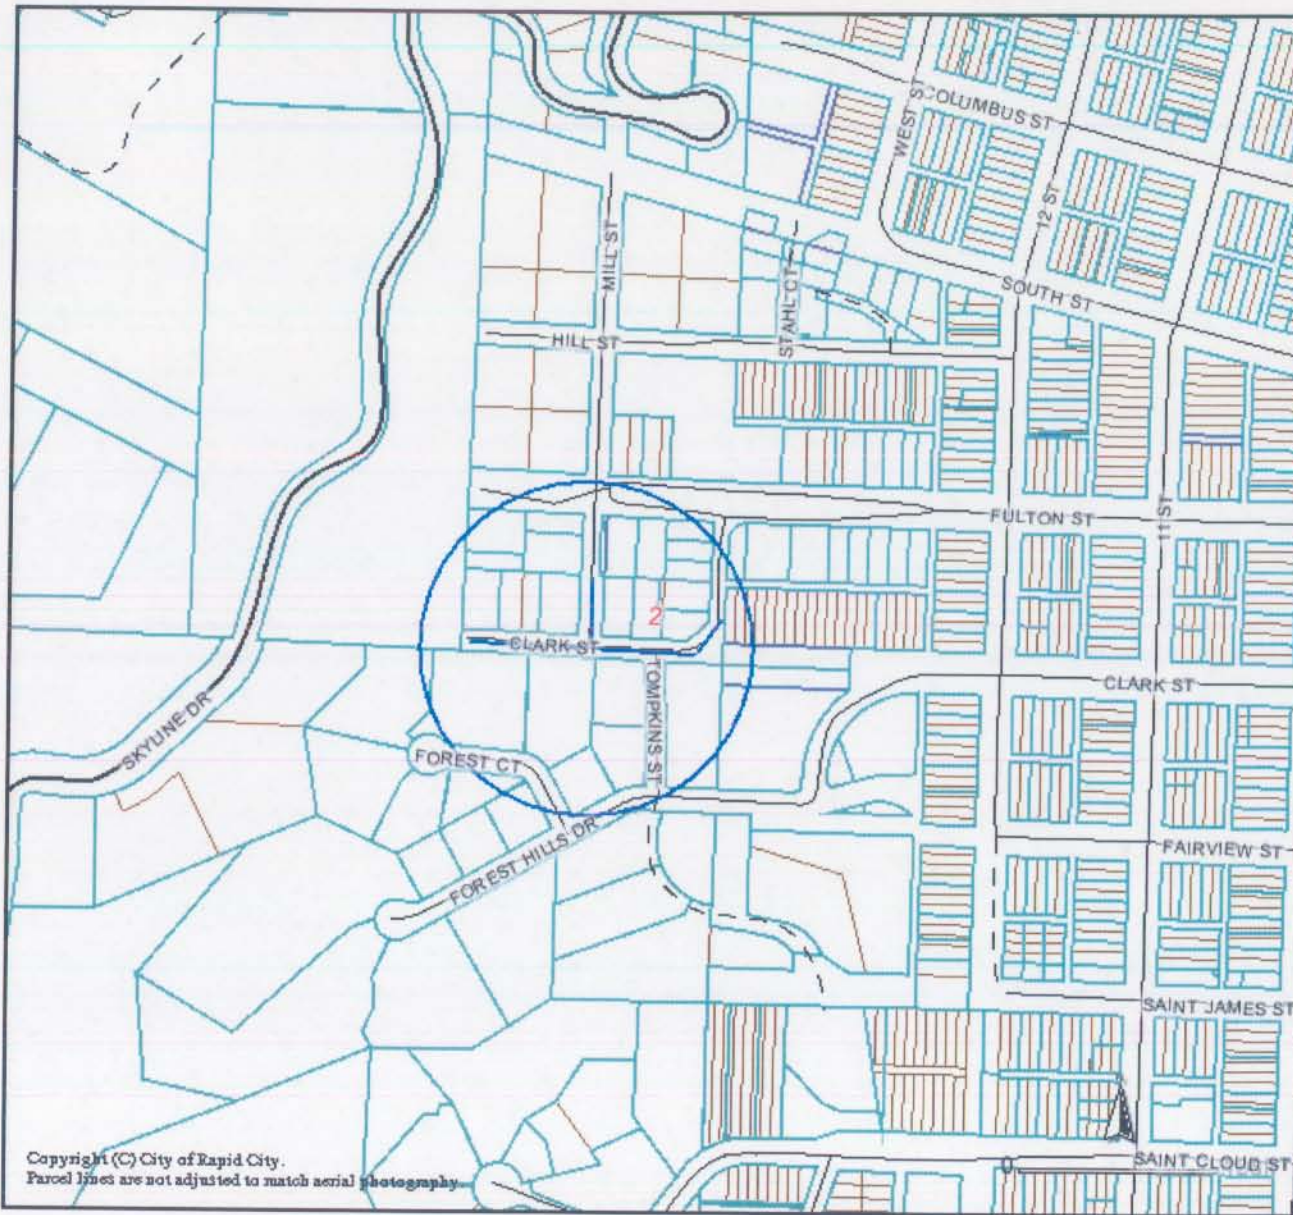 COLUMBUS ST
WEST ST
12 ST
MILL ST
STAHL CT
SOUTH ST
HILL ST
FULTON ST
11 ST
2
CLARK ST
TOMPKINS ST
CLARK ST
SKYLINE DR
FOREST CT
FOREST HILLS DR
FAIRVIEW ST
SAINT JAMES ST
SAINT CLOUD ST
0
Copyright (C) City of Rapid City.
Parcel lines are not adjusted to match aerial photography.